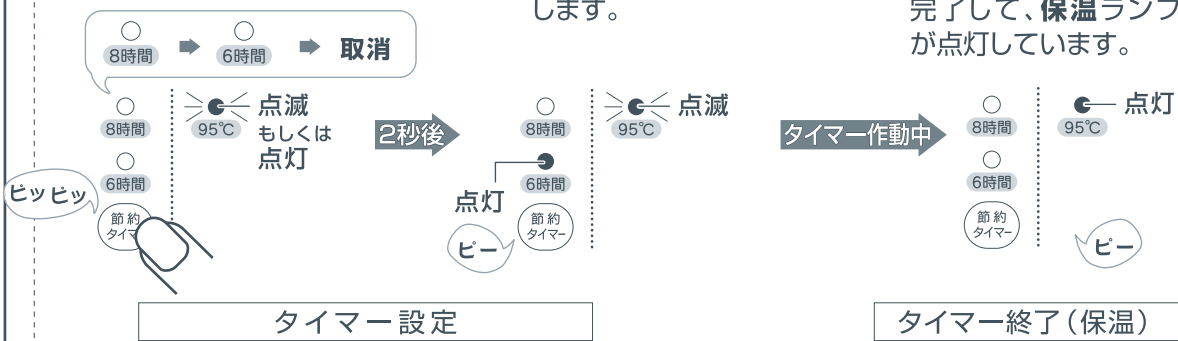 します。
完了して、保温ランプ
が点灯しています。
8時間
6時間
取消
8時間
95℃
点滅
もしくは
点灯
6時間
ピッピッ
節約
タイマ
2秒後
8時間
95℃
点滅
点灯
6時間
節約
タイマー
ピー
タイマー作動中
8時間
95℃
点灯
6時間
節約
タイマー
ピー
タイマー設定
タイマー終了(保温)